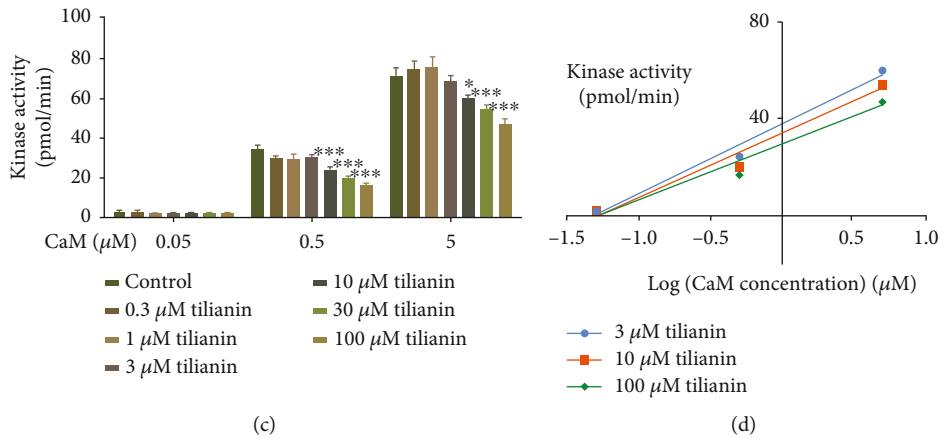 100
80
60
40
20
0
Kinase activity
(pmol/min)
***
***
***
*
***
***
CaM (μM)
0.05
0.5
5
Control
0.3 μM tilianin
1 μM tilianin
3 μM tilianin
10 μM tilianin
30 μM tilianin
100 μM tilianin
(c)
80
40
Kinase activity
(pmol/min)
−1.5
−1.0
−0.5
0
0.5
1.0
Log (CaM concentration) (μM)
3 μM tilianin
10 μM tilianin
100 μM tilianin
(d)